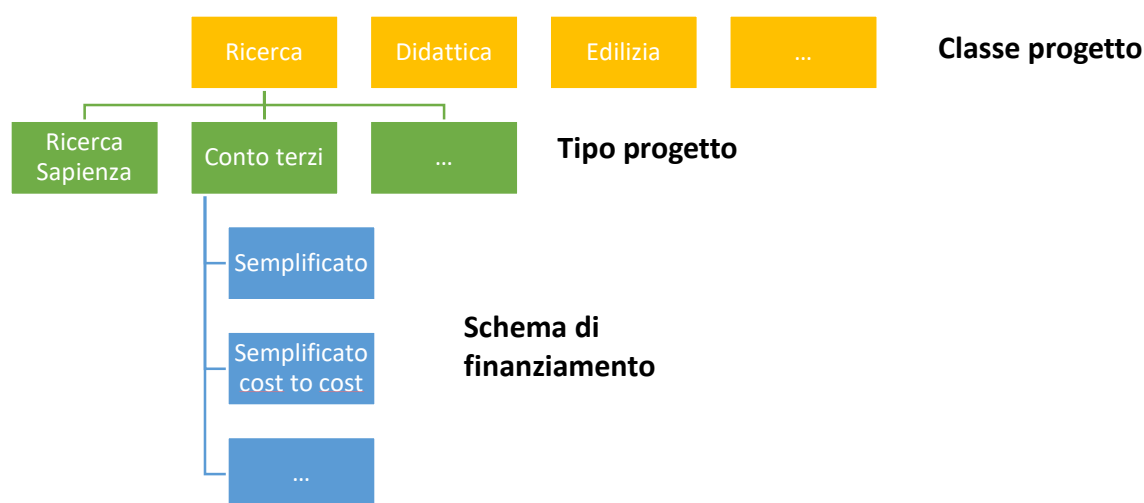 Ricerca
Didattica
Edilizia
...
Classe progetto
Ricerca
Sapienza
Conto terzi
...
Tipo progetto
Semplificato
Schema di
finanziamento
Semplificato
cost to cost
...